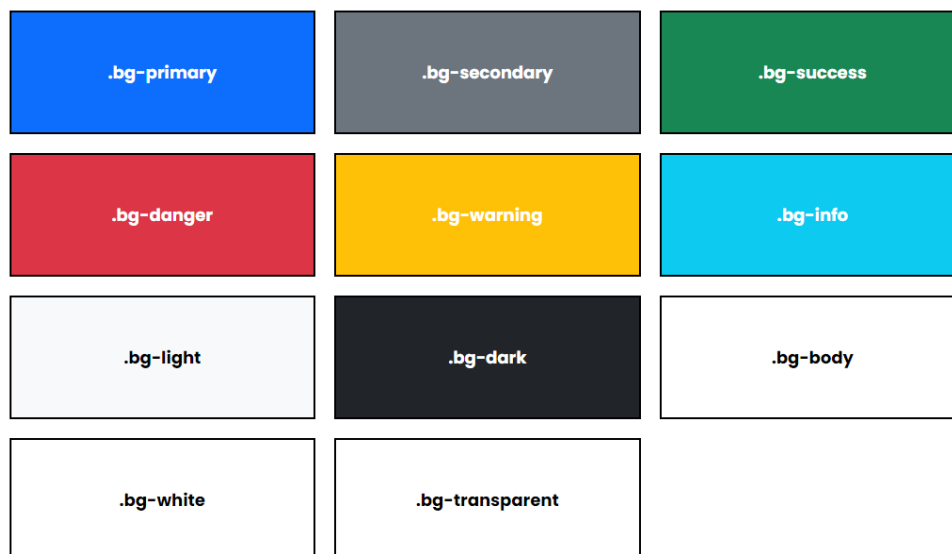 .bg-primary
.bg-secondary
.bg-success
.bg-danger
.bg-warning
.bg-info
.bg-light
.bg-dark
.bg-body
.bg-white
.bg-transparent